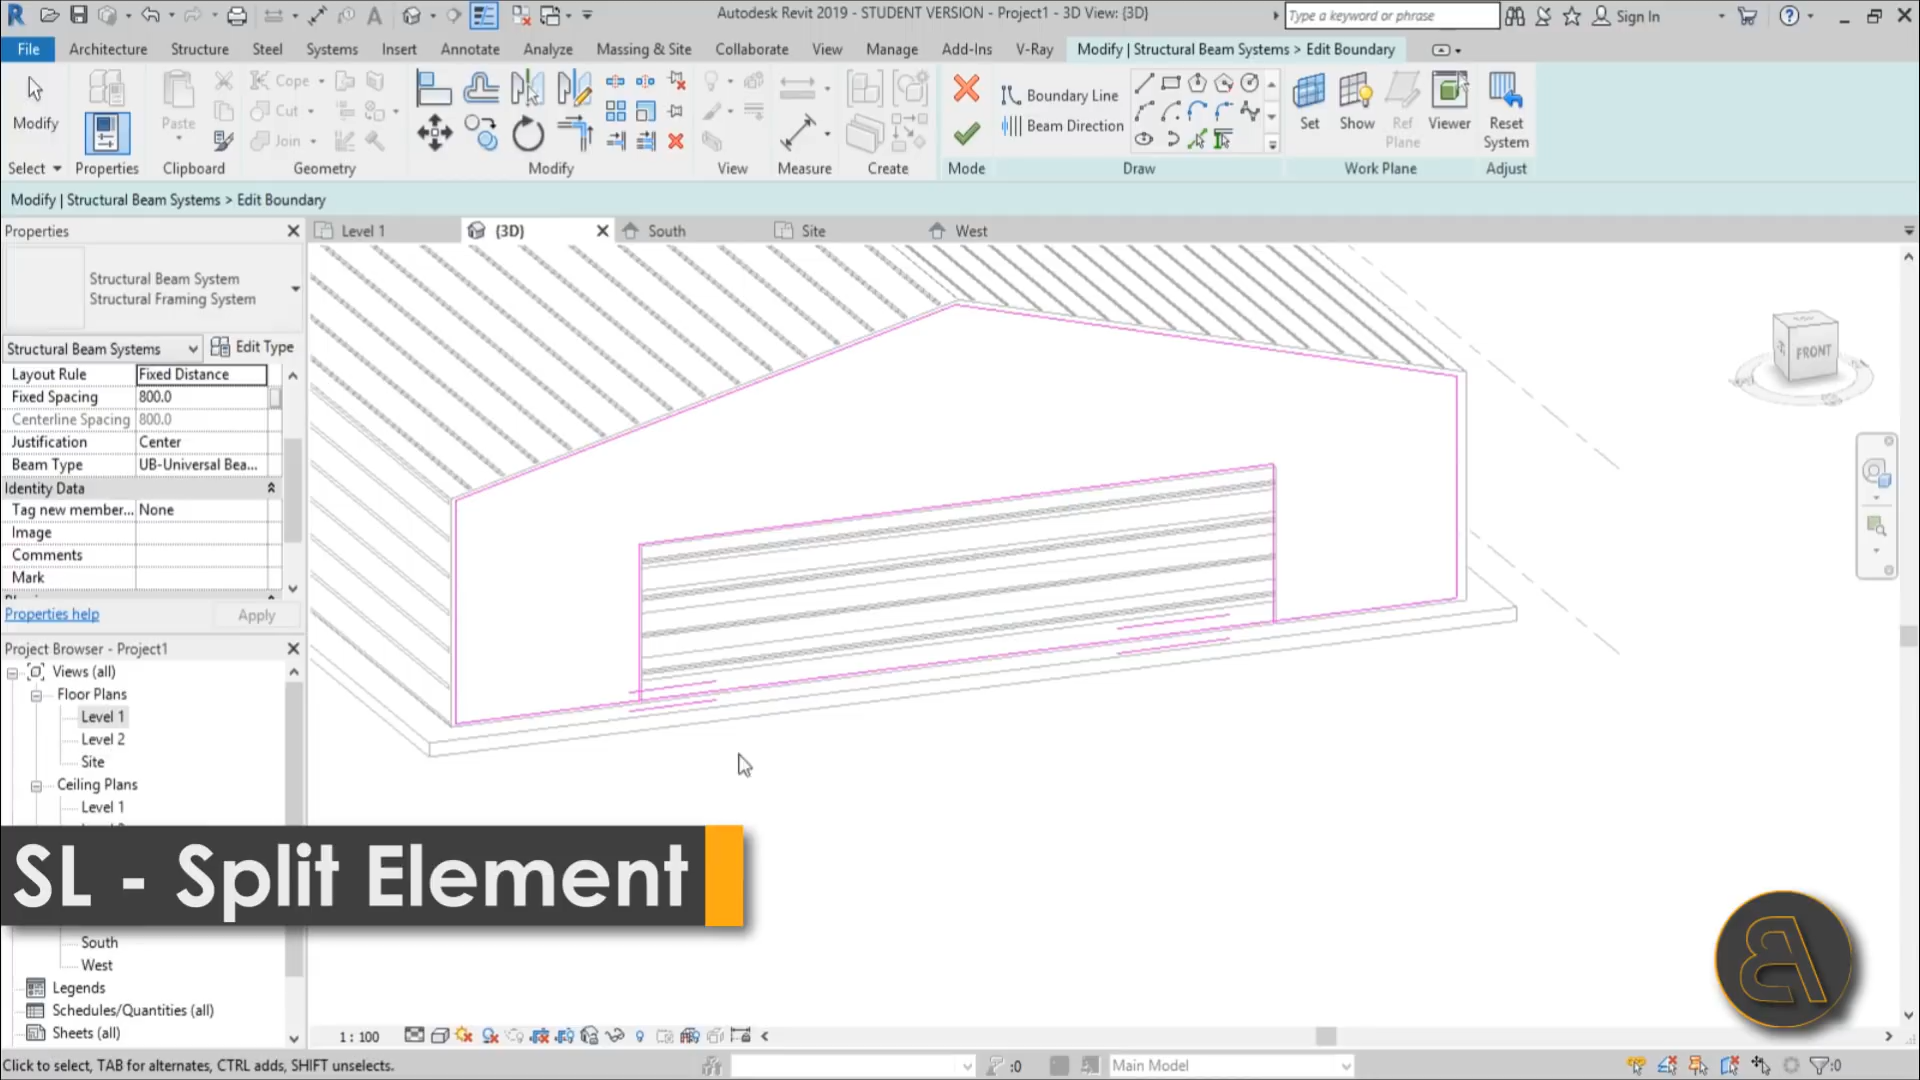 Autodesk Revit 2019 - STUDENT VERSION - Project1 - 3D View: {3D}
Type a keyword or phrase
Sign In
File
Architecture
Structure
Steel
Systems
Insert
Annotate
Analyze
Massing & Site
Collaborate
View
Manage
Add-Ins
V-Ray
Modify | Structural Beam Systems > Edit Boundary
Modify
Paste
Cope
Cut
Join
Boundary Line
Beam Direction
Set
Show
Ref
Plane
Viewer
Reset
System
Select
Properties
Clipboard
Geometry
Modify
View
Measure
Create
Mode
Draw
Work Plane
Adjust
Modify | Structural Beam Systems > Edit Boundary
Properties
Level 1
{3D}
South
Site
West
Structural Beam System
Structural Framing System
Structural Beam Systems
Edit Type
Layout Rule Fixed Distance
Fixed Spacing 800.0
Centerline Spacing 800.0
Justification Center
Beam Type UB-Universal Bea...
Identity Data
Tag new member... None
Image
Comments
Mark
Properties help
Apply
FRONT
Project Browser - Project1
Views (all)
Floor Plans
Level 1
Level 2
Site
Ceiling Plans
Level 1
SL - Split Element
South
West
Legends
Schedules/Quantities (all)
Sheets (all)
1 : 100
Click to select, TAB for alternates, CTRL adds, SHIFT unselects.
:0
Main Model
:0